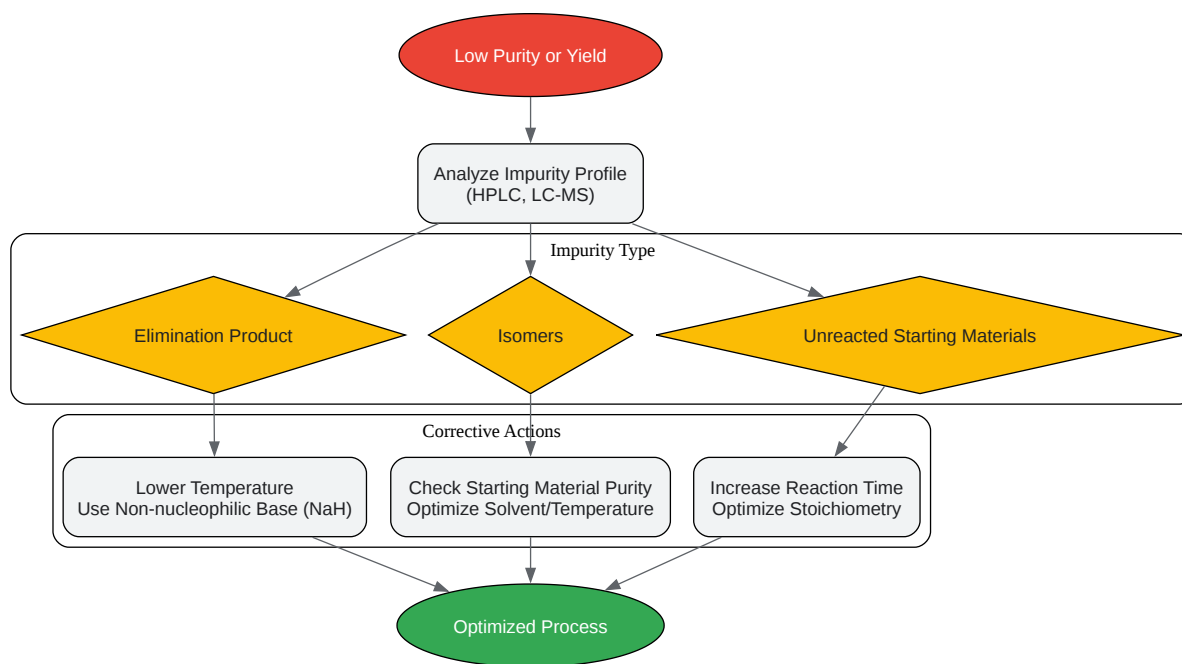 Low Purity or Yield
Analyze Impurity Profile
(HPLC, LC-MS)
Impurity Type
Elimination Product
Isomers
Unreacted Starting Materials
Corrective Actions
Lower Temperature
Use Non-nucleophilic Base (NaH)
Check Starting Material Purity
Optimize Solvent/Temperature
Increase Reaction Time
Optimize Stoichiometry
Optimized Process